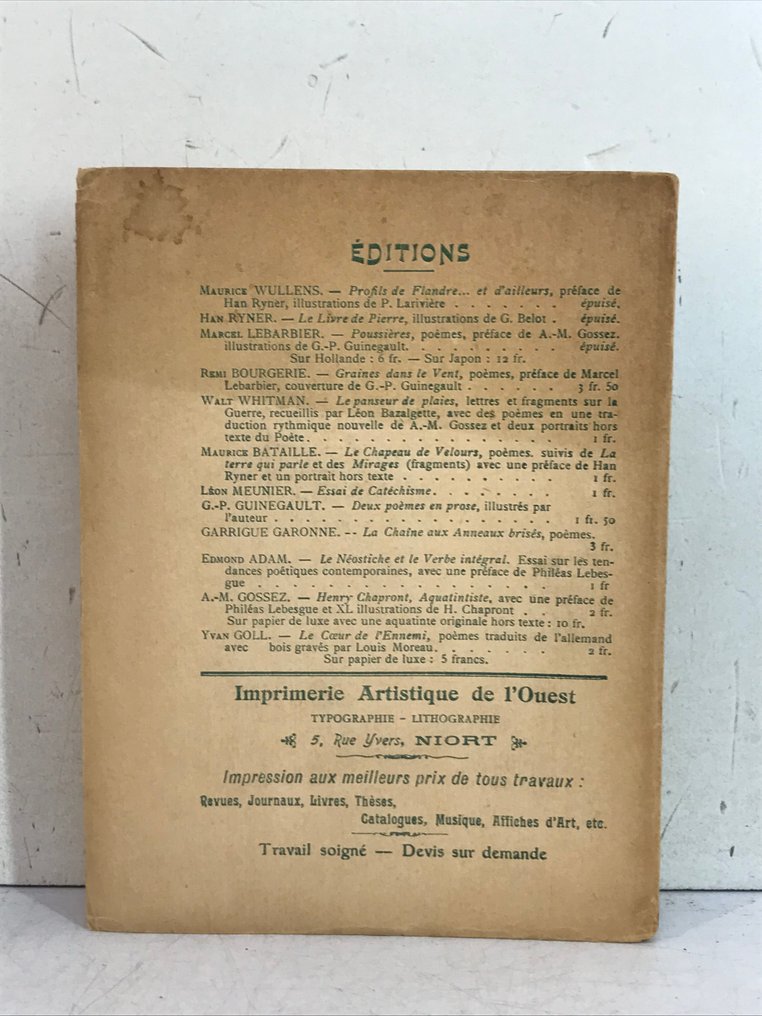 ÉDITIONS
MAURICE WULLENS. — Profils de Flandre... et d'ailleurs, préface de
Han Ryner, illustrations de P. Larivière . . . . . . épuisé.
HAN RYNER. — Le Livre de Pierre, illustrations de G. Belot . épuisé.
MARCEL LEBARBIER. — Poussières, poèmes, préface de A.-M. Gossez.
illustrations de G.-P. Guinegault. . . . . . . . . . épuisé.
Sur Hollande : 6 fr. — Sur Japon : 12 fr.
REMI BOURGERIE. — Graines dans le Vent, poèmes, préface de Marcel
Lebarbier, couverture de G.-P. Guinegault . . . . . . 3 fr. 50
WALT WHITMAN. — Le panseur de plaies, lettres et fragments sur la
Guerre, recueillis par Léon Bazalgette, avec des poèmes en une tra-
duction rythmique nouvelle de A.-M. Gossez et deux portraits hors
texte du Poète. . . . . . . . . . . . . . . . . 1 fr.
MAURICE BATAILLE. — Le Chapeau de Velours, poèmes. suivis de La
terre qui parle et des Mirages (fragments) avec une préface de Han
Ryner et un portrait hors texte . . . . . . . . . . 1 fr.
LÉON MEUNIER. — Essai de Catéchisme. . . . . . . . 1 fr.
G.-P. GUINEGAULT. — Deux poèmes en prose, illustrés par
l'auteur . . . . . . . . . . . . . . . . . . 1 fr. 50
GARRIGUE GARONNE. -- La Chaîne aux Anneaux brisés, poèmes.
3 fr.
EDMOND ADAM. — Le Néostiche et le Verbe intégral. Essai sur les ten-
dances poétiques contemporaines, avec une préface de Philéas Lebes-
gue . . . . . . . . . . . . . . . . . . . 1 fr
A.-M. GOSSEZ. — Henry Chapront, Aquatintiste, avec une préface de
Philéas Lebesgue et XL illustrations de H. Chapront . . 2 fr.
Sur papier de luxe avec une aquatinte originale hors texte : 10 fr.
YVAN GOLL. — Le Cœur de l'Ennemi, poèmes traduits de l'allemand
avec bois gravés par Louis Moreau. . . . . . . . . 2 fr.
Sur papier de luxe : 5 francs.
Imprimerie Artistique de l'Ouest
TYPOGRAPHIE - LITHOGRAPHIE
5, Rue Yvers, NIORT
Impression aux meilleurs prix de tous travaux :
Revues, Journaux, Livres, Thèses,
Catalogues, Musique, Affiches d'Art, etc.
Travail soigné — Devis sur demande